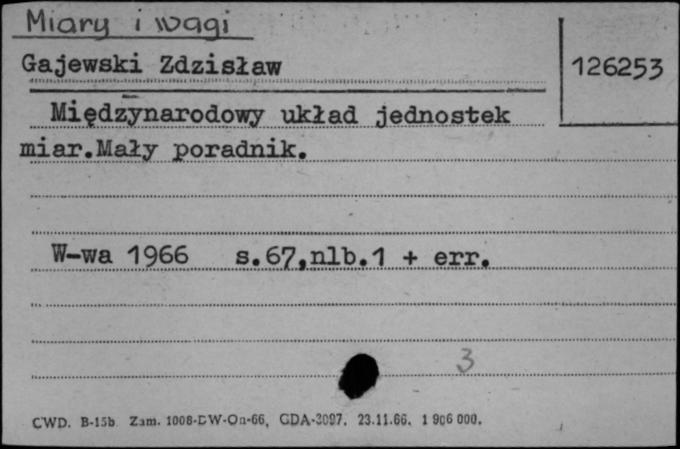 Miary i wagi
Gajewski Zdzisław
126253
Międzynarodowy układ jednostek
miar.Mały poradnik.
W-wa 1966 s.67,nlb.1 + err.
3
CWD. B-15b Zam. 1008-DW-On-66, GDA-3097. 23.11.66. 1 906 000.